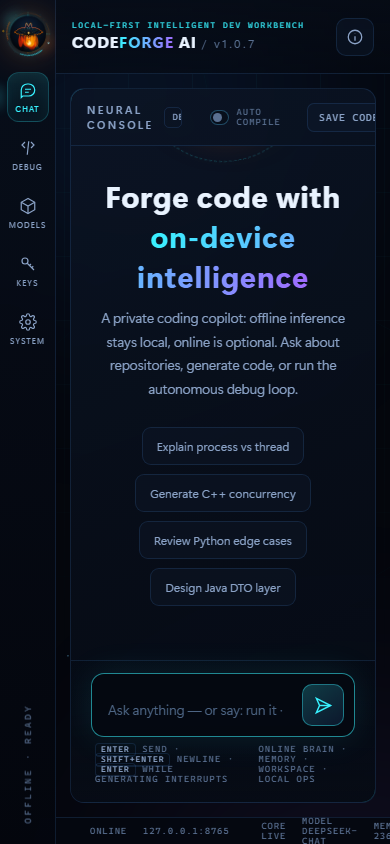 LOCAL-FIRST INTELLIGENT DEV WORKBENCH
CODEFORGE AI / v1.0.7
CHAT
DEBUG
MODELS
KEYS
SYSTEM
OFFLINE · READY
NEURAL
CONSOLE
AUTO
COMPILE
SAVE CODE
Forge code with
on-device
intelligence
A private coding copilot: offline inference
stays local, online is optional. Ask about
repositories, generate code, or run the
autonomous debug loop.
Explain process vs thread
Generate C++ concurrency
Review Python edge cases
Design Java DTO layer
Ask anything — or say: run it ·
ENTER SEND ·
SHIFT+ENTER NEWLINE ·
ENTER WHILE
GENERATING INTERRUPTS
ONLINE BRAIN ·
MEMORY ·
WORKSPACE ·
LOCAL OPS
ONLINE
127.0.0.1:8765
CORE
LIVE
MODEL
DEEPSEEK-
CHAT